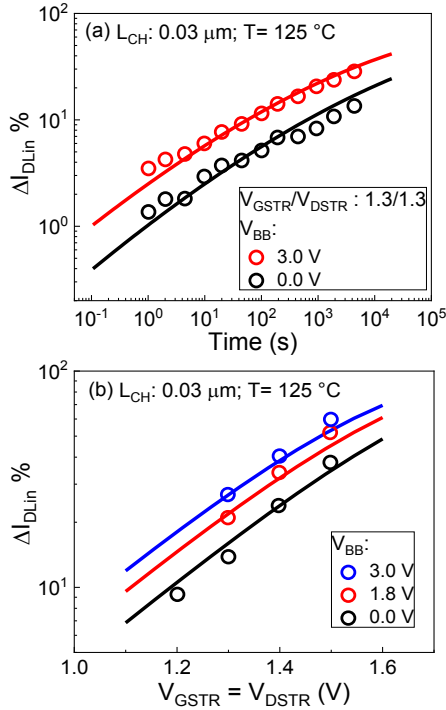 10²
(a) L_CH: 0.03 μm; T= 125 °C
10¹
ΔI_DLin %
10⁰
V_GSTR/V_DSTR : 1.3/1.3
V_BB:
3.0 V
0.0 V
10⁻¹ 10⁰ 10¹ 10² 10³ 10⁴ 10⁵
Time (s)
10²
(b) L_CH: 0.03 μm; T= 125 °C
ΔI_DLin %
V_BB:
3.0 V
1.8 V
0.0 V
10¹
1.0 1.2 1.4 1.6
V_GSTR = V_DSTR (V)